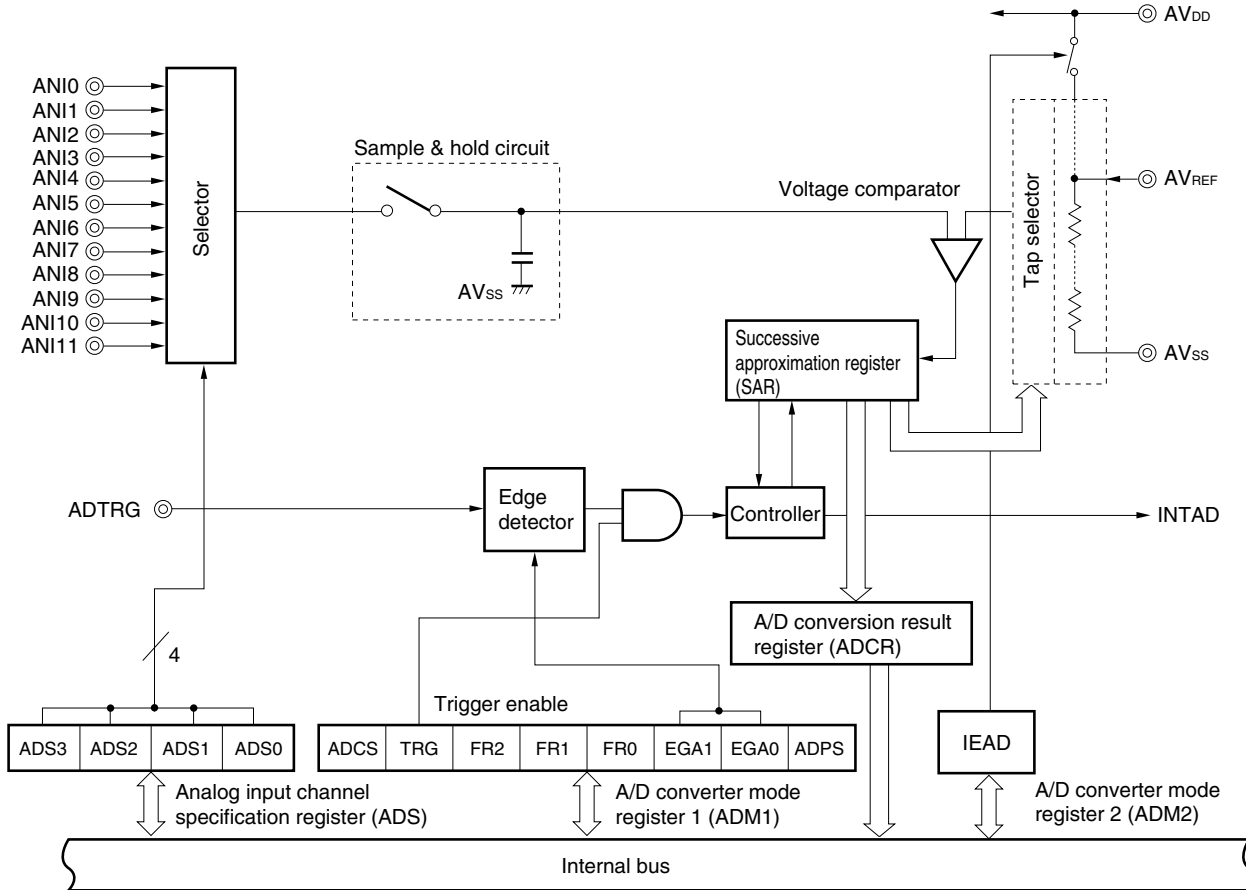 AVDD
ANI0
ANI1
ANI2
ANI3
ANI4
ANI5
ANI6
ANI7
ANI8
ANI9
ANI10
ANI11
Selector
Sample & hold circuit
AVSS
Voltage comparator
Tap selector
AVREF
AVSS
Successive
approximation register
(SAR)
ADTRG
Edge
detector
Controller
INTAD
A/D conversion result
register (ADCR)
4
Trigger enable
ADS3 ADS2 ADS1 ADS0
ADCS TRG FR2 FR1 FR0 EGA1 EGA0 ADPS
IEAD
Analog input channel
specification register (ADS)
A/D converter mode
register 1 (ADM1)
A/D converter mode
register 2 (ADM2)
Internal bus